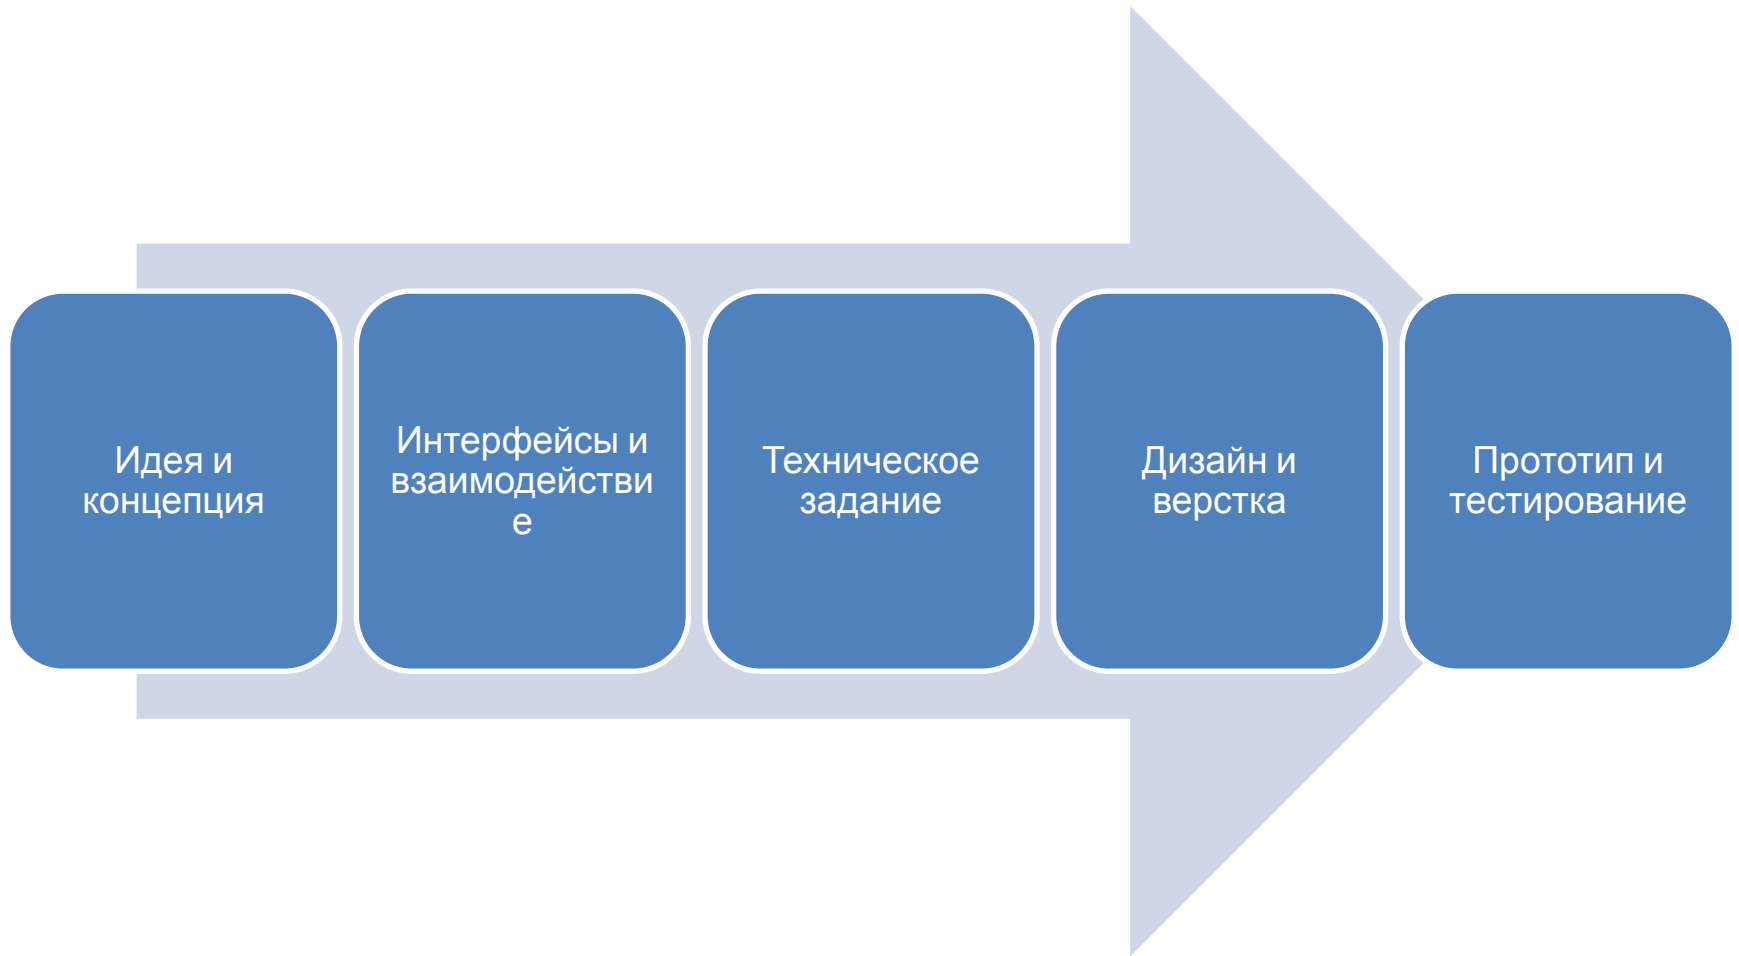 Идея и
концепция
Интерфейсы и
взаимодействи
е
Техническое
задание
Дизайн и
верстка
Прототип и
тестирование